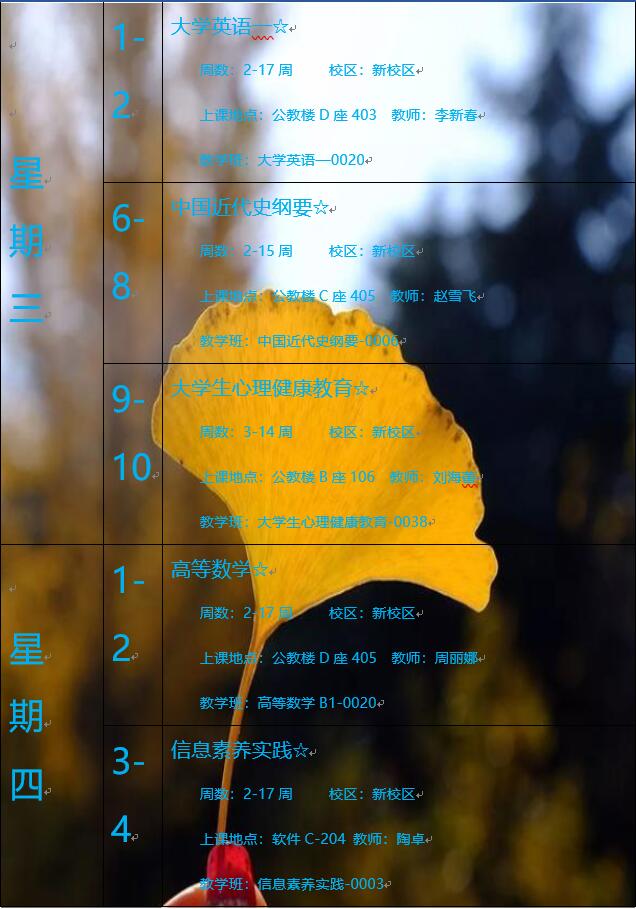 星期三
1-2
大学英语一☆
周数：2-17 周 校区：新校区
上课地点：公教楼 D 座 403 教师：李新春
教学班：大学英语一0020
6-8
中国近代史纲要☆
周数：2-15 周 校区：新校区
上课地点：公教楼 C 座 405 教师：赵雪飞
教学班：中国近代史纲要-0006
9-10
大学生心理健康教育☆
周数：3-14 周 校区：新校区
上课地点：公教楼 B 座 106 教师：刘海
教学班：大学生心理健康教育-0038
星期四
1-2
高等数学☆
周数：2-17 周 校区：新校区
上课地点：公教楼 D 座 405 教师：周丽娜
教学班：高等数学 B1-0020
3-4
信息素养实践☆
周数：2-17 周 校区：新校区
上课地点：软件 C-204 教师：陶卓
教学班：信息素养实践-0003